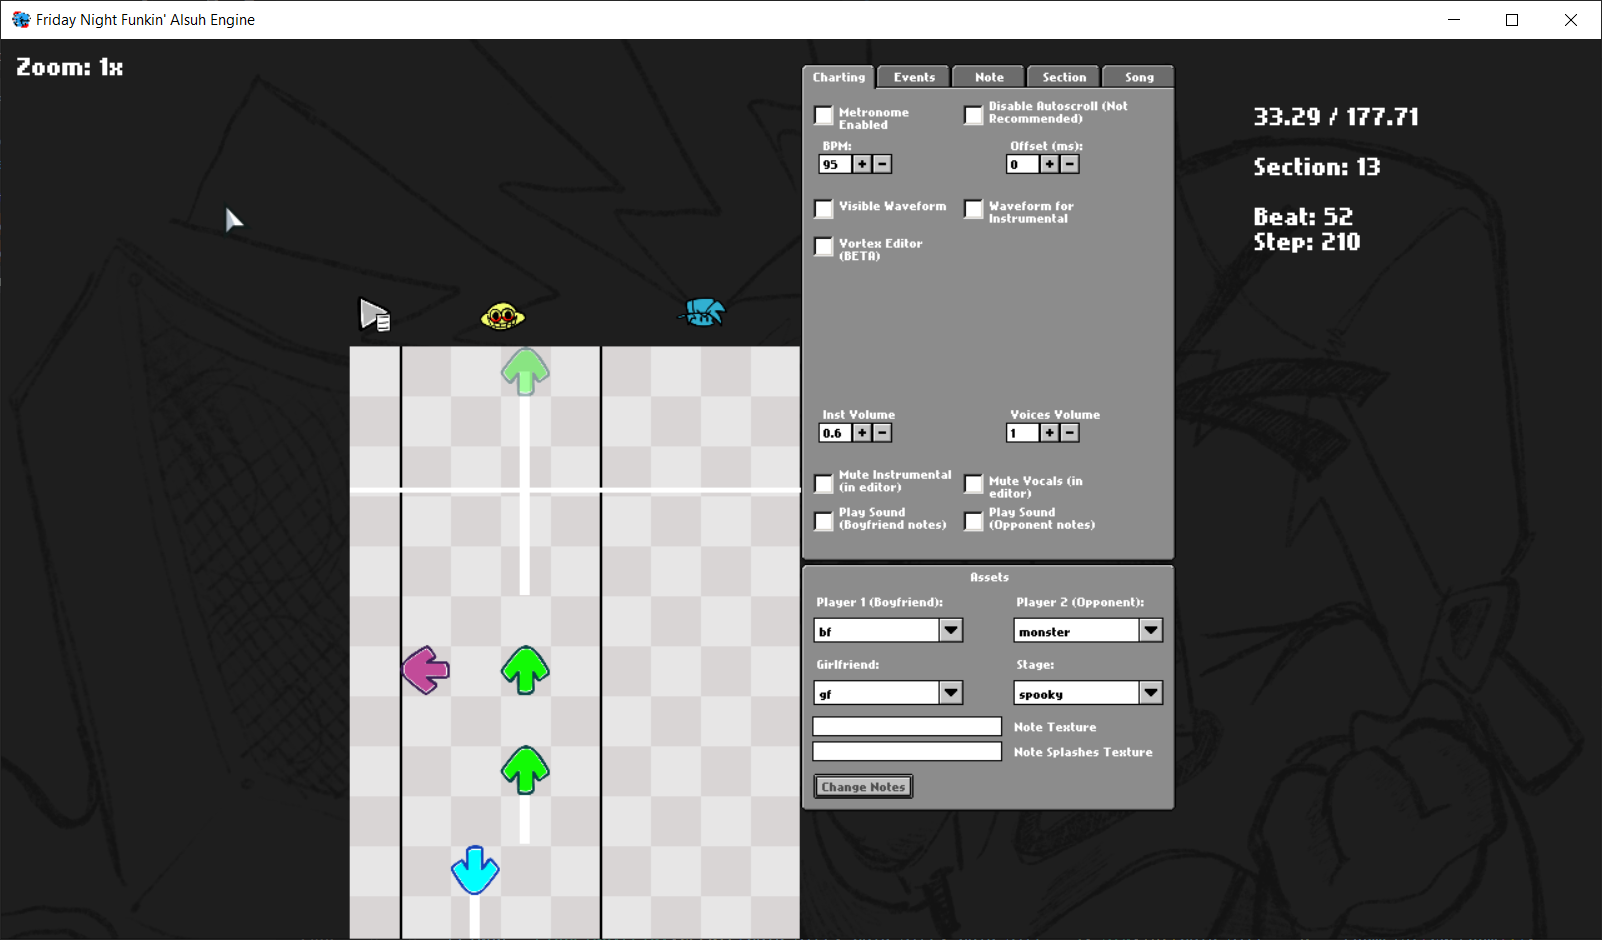 Friday Night Funkin' Alsuh Engine
Zoom: 1x
Charting
Events
Note
Section
Song
Metronome
Enabled
Disable Autoscroll (Not
Recommended)
BPM:
95 + -
Offset (ms):
0 + -
Visible Waveform
Waveform for
Instrumental
Vortex Editor
(BETA)
Inst Volume
0.6 + -
Voices Volume
1 + -
Mute Instrumental
(in editor)
Mute Vocals (in
editor)
Play Sound
(Boyfriend notes)
Play Sound
(Opponent notes)
Assets
Player 1 (Boyfriend):
Player 2 (Opponent):
bf
monster
Girlfriend:
Stage:
gf
spooky
Note Texture
Note Splashes Texture
Change Notes
33.29 / 177.71
Section: 13
Beat: 52
Step: 210